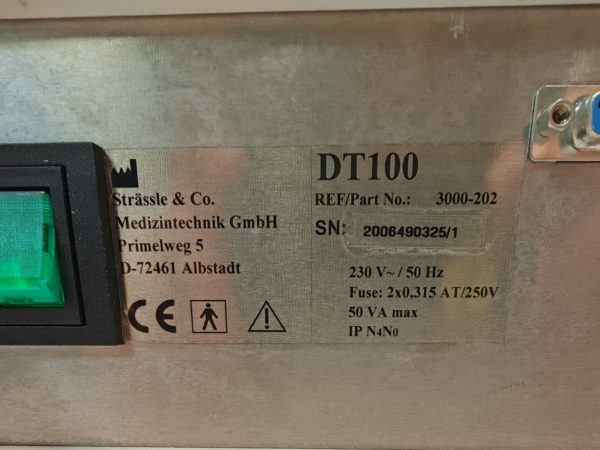 Strässle & Co.
Medizintechnik GmbH
Primelweg 5
D-72461 Albstadt
CE
DT100
REF/Part No.: 3000-202
SN: 2006490325/1
230 V~ / 50 Hz
Fuse: 2x0,315 AT/250V
50 VA max
IP N4N0